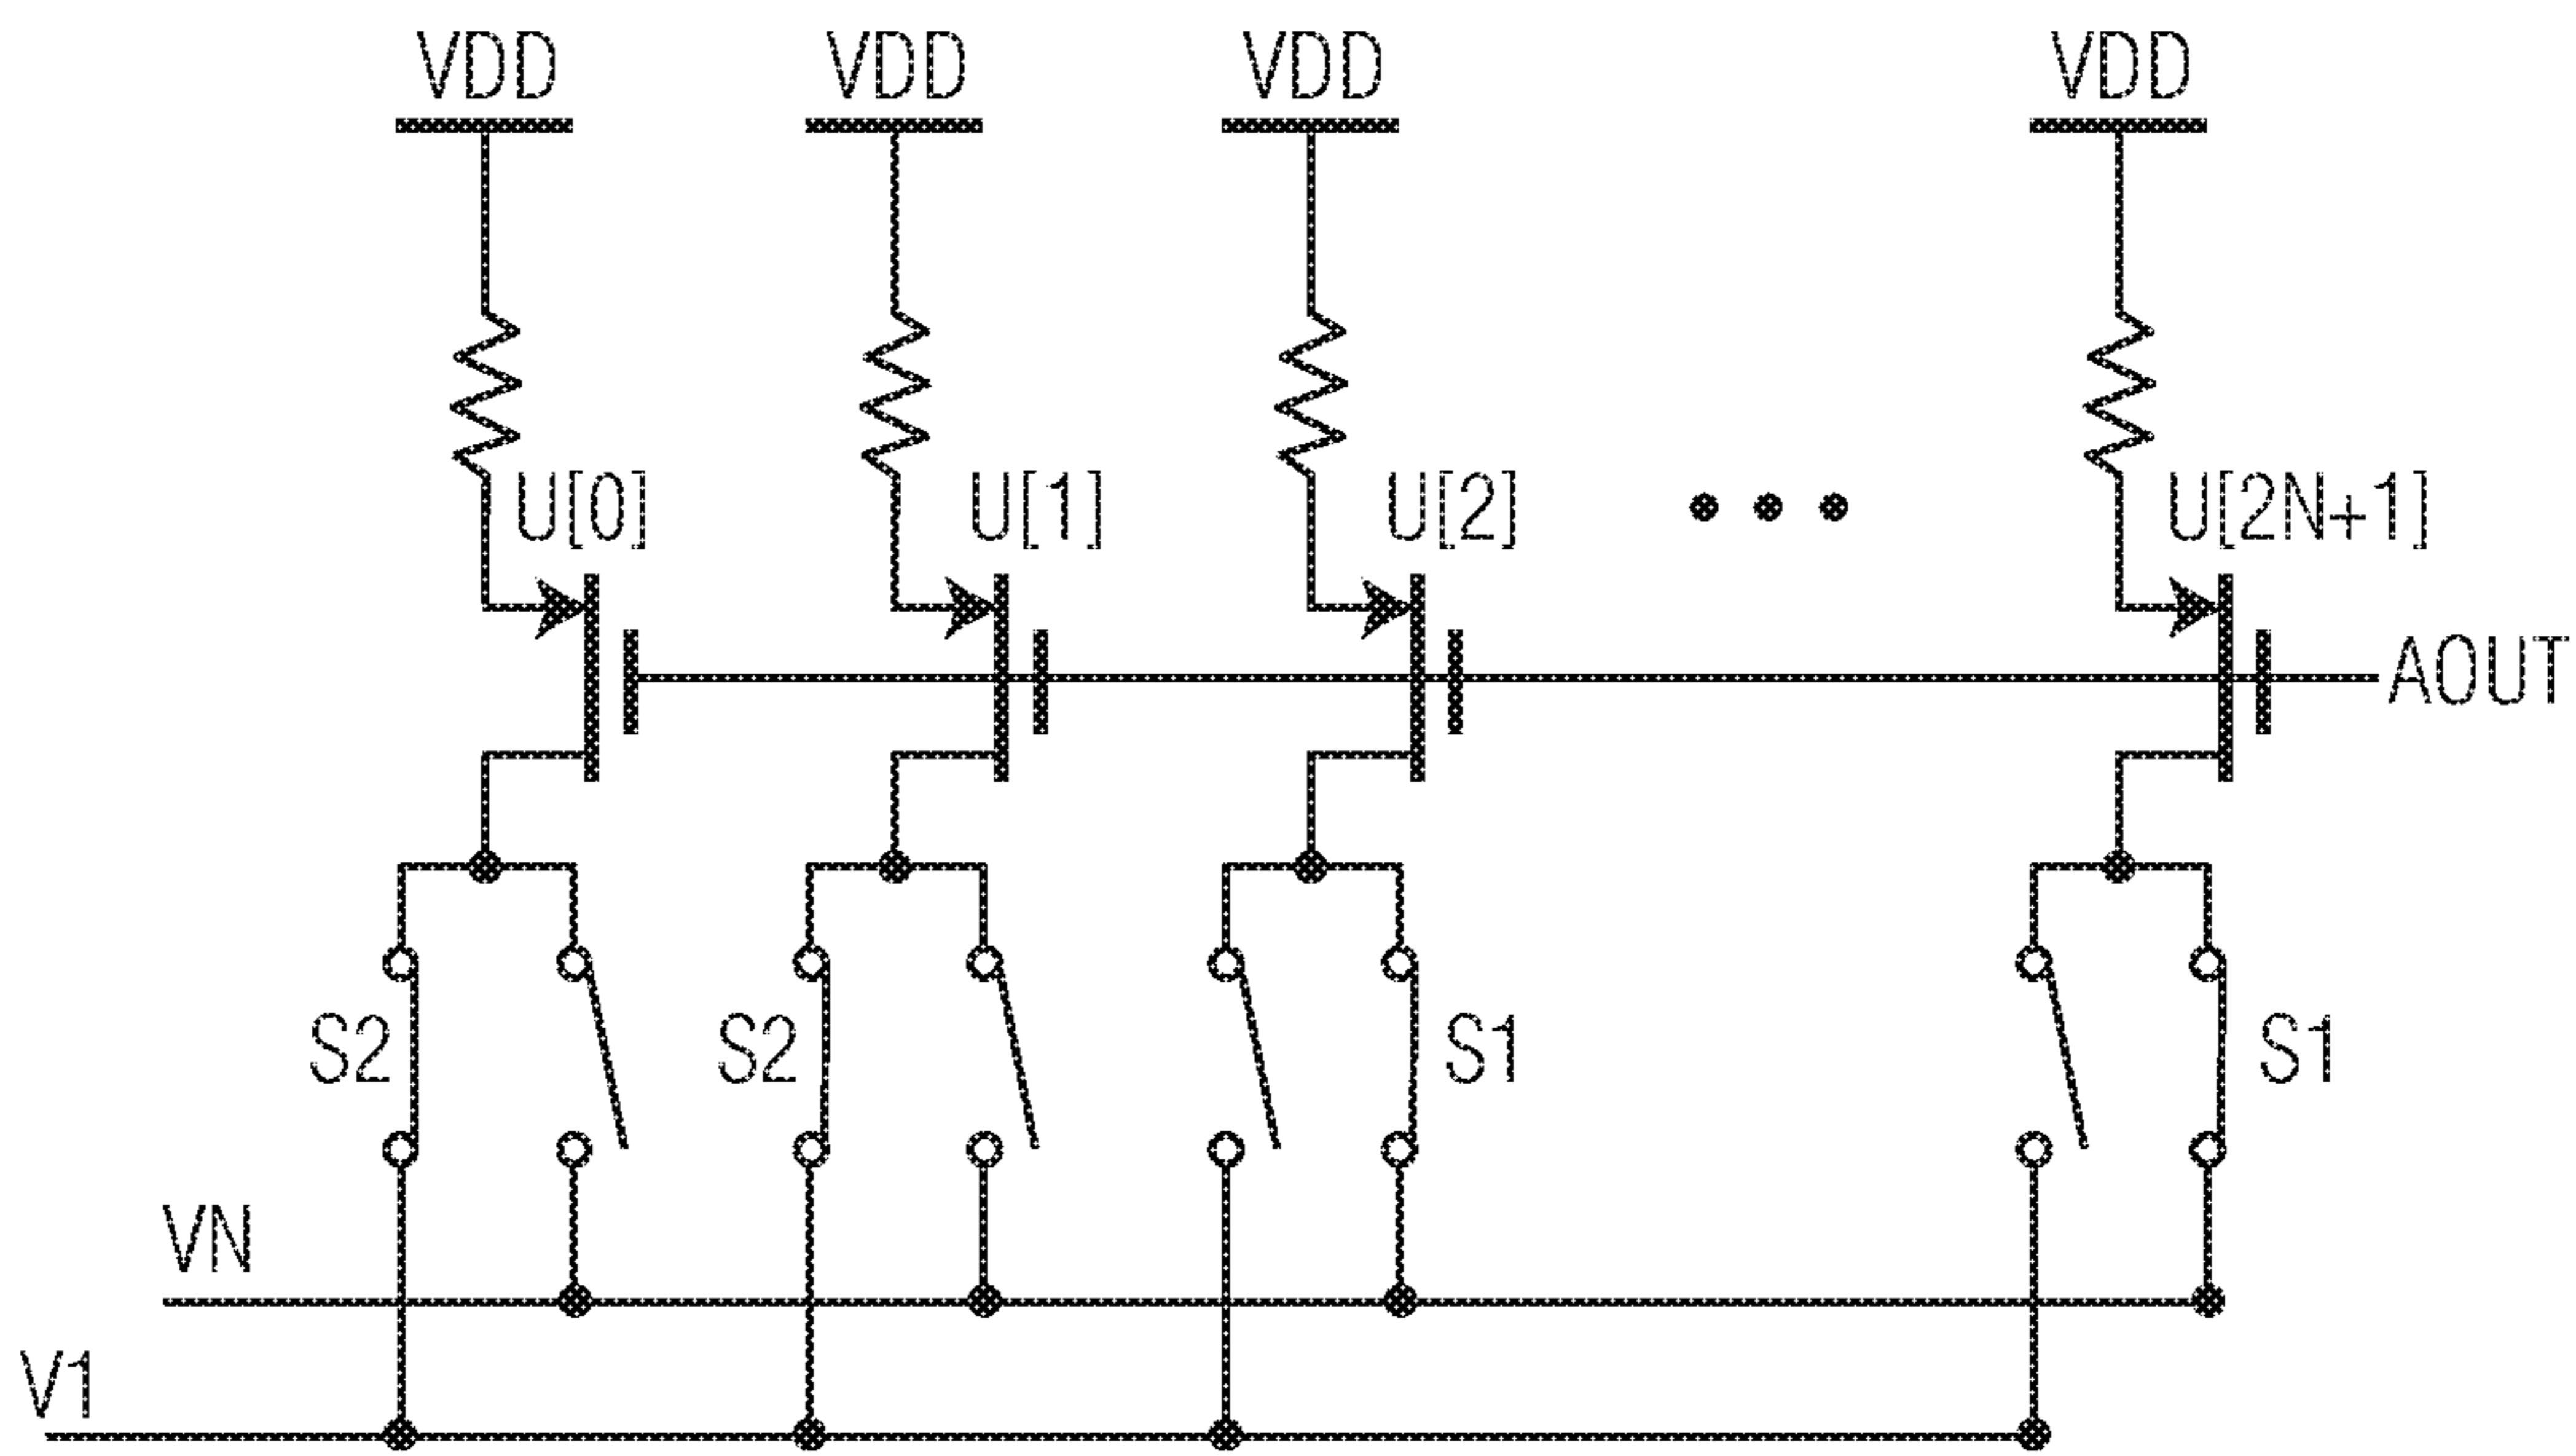 VDD VDD VDD VDD
U[0] U[1] U[2] U[2N+1]
AOUT
S2 S2 S1 S1
VN
V1